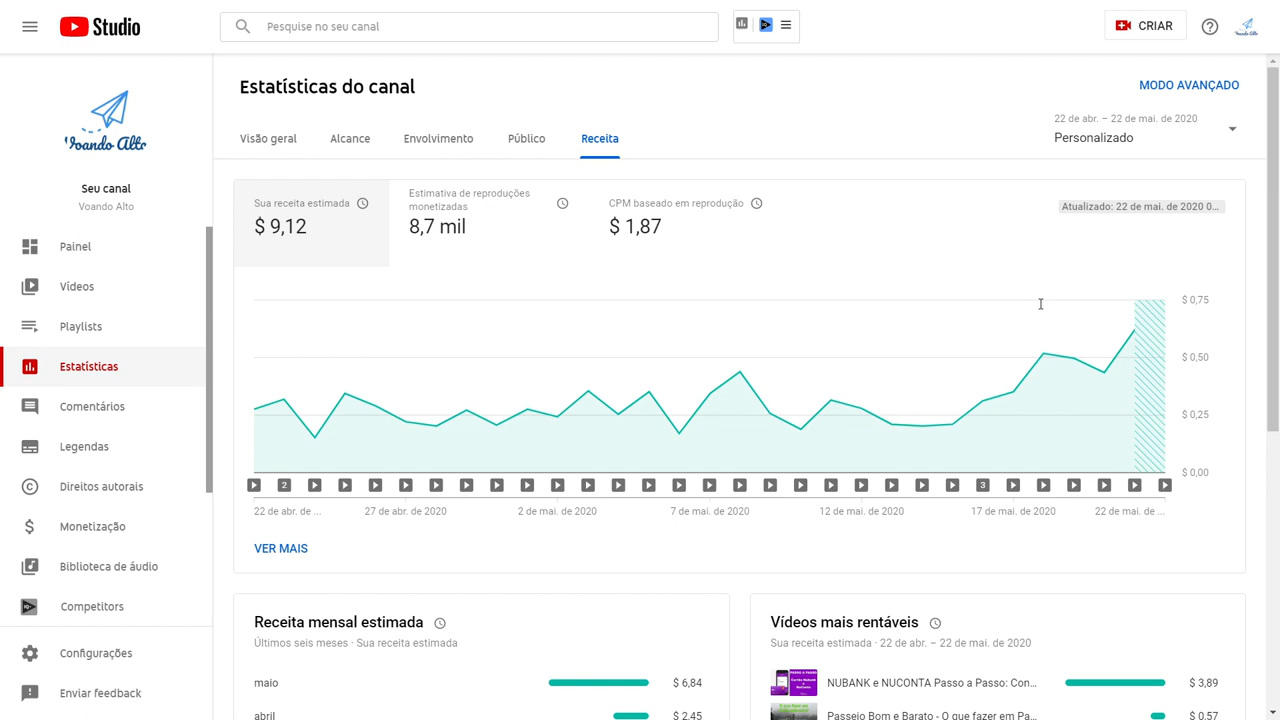 Studio
Pesquise no seu canal
CRIAR
Voando Alto
Seu canal
Voando Alto
Painel
Vídeos
Playlists
Estatísticas
Comentários
Legendas
Direitos autorais
Monetização
Biblioteca de áudio
Competitors
Configurações
Enviar feedback
Estatísticas do canal
MODO AVANÇADO
Visão geral
Alcance
Envolvimento
Público
Receita
22 de abr. – 22 de mai. de 2020
Personalizado
Sua receita estimada
$ 9,12
Estimativa de reproduções
monetizadas
8,7 mil
CPM baseado em reprodução
$ 1,87
Atualizado: 22 de mai. de 2020 0...
$ 0,75
$ 0,50
$ 0,25
$ 0,00
2
3
22 de abr. de ...
27 de abr. de 2020
2 de mai. de 2020
7 de mai. de 2020
12 de mai. de 2020
17 de mai. de 2020
22 de mai. de ...
VER MAIS
Receita mensal estimada
Últimos seis meses · Sua receita estimada
maio
$ 6,84
abril
$ 2,45
Vídeos mais rentáveis
Sua receita estimada · 22 de abr. – 22 de mai. de 2020
NUBANK e NUCONTA Passo a Passo: Con...
$ 3,89
Passeio Bom e Barato - O que fazer em Pa...
$ 0,57